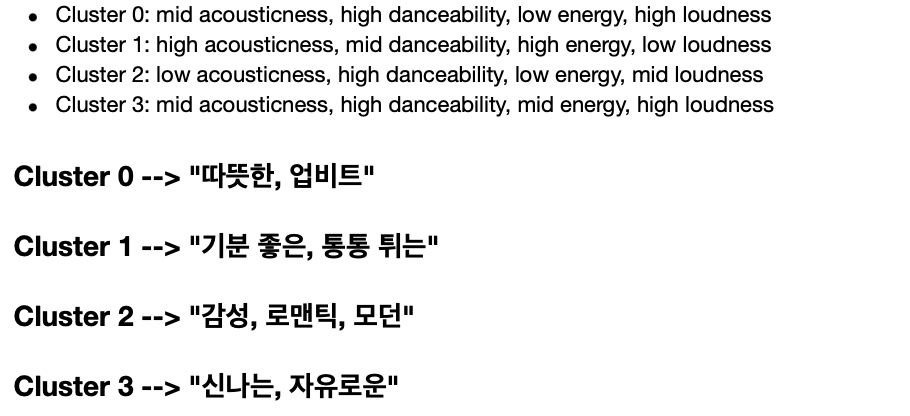 • Cluster 0: mid acousticness, high danceability, low energy, high loudness
• Cluster 1: high acousticness, mid danceability, high energy, low loudness
• Cluster 2: low acousticness, high danceability, low energy, mid loudness
• Cluster 3: mid acousticness, high danceability, mid energy, high loudness
Cluster 0 --> "따뜻한, 업비트"
Cluster 1 --> "기분 좋은, 통통 튀는"
Cluster 2 --> "감성, 로맨틱, 모던"
Cluster 3 --> "신나는, 자유로운"